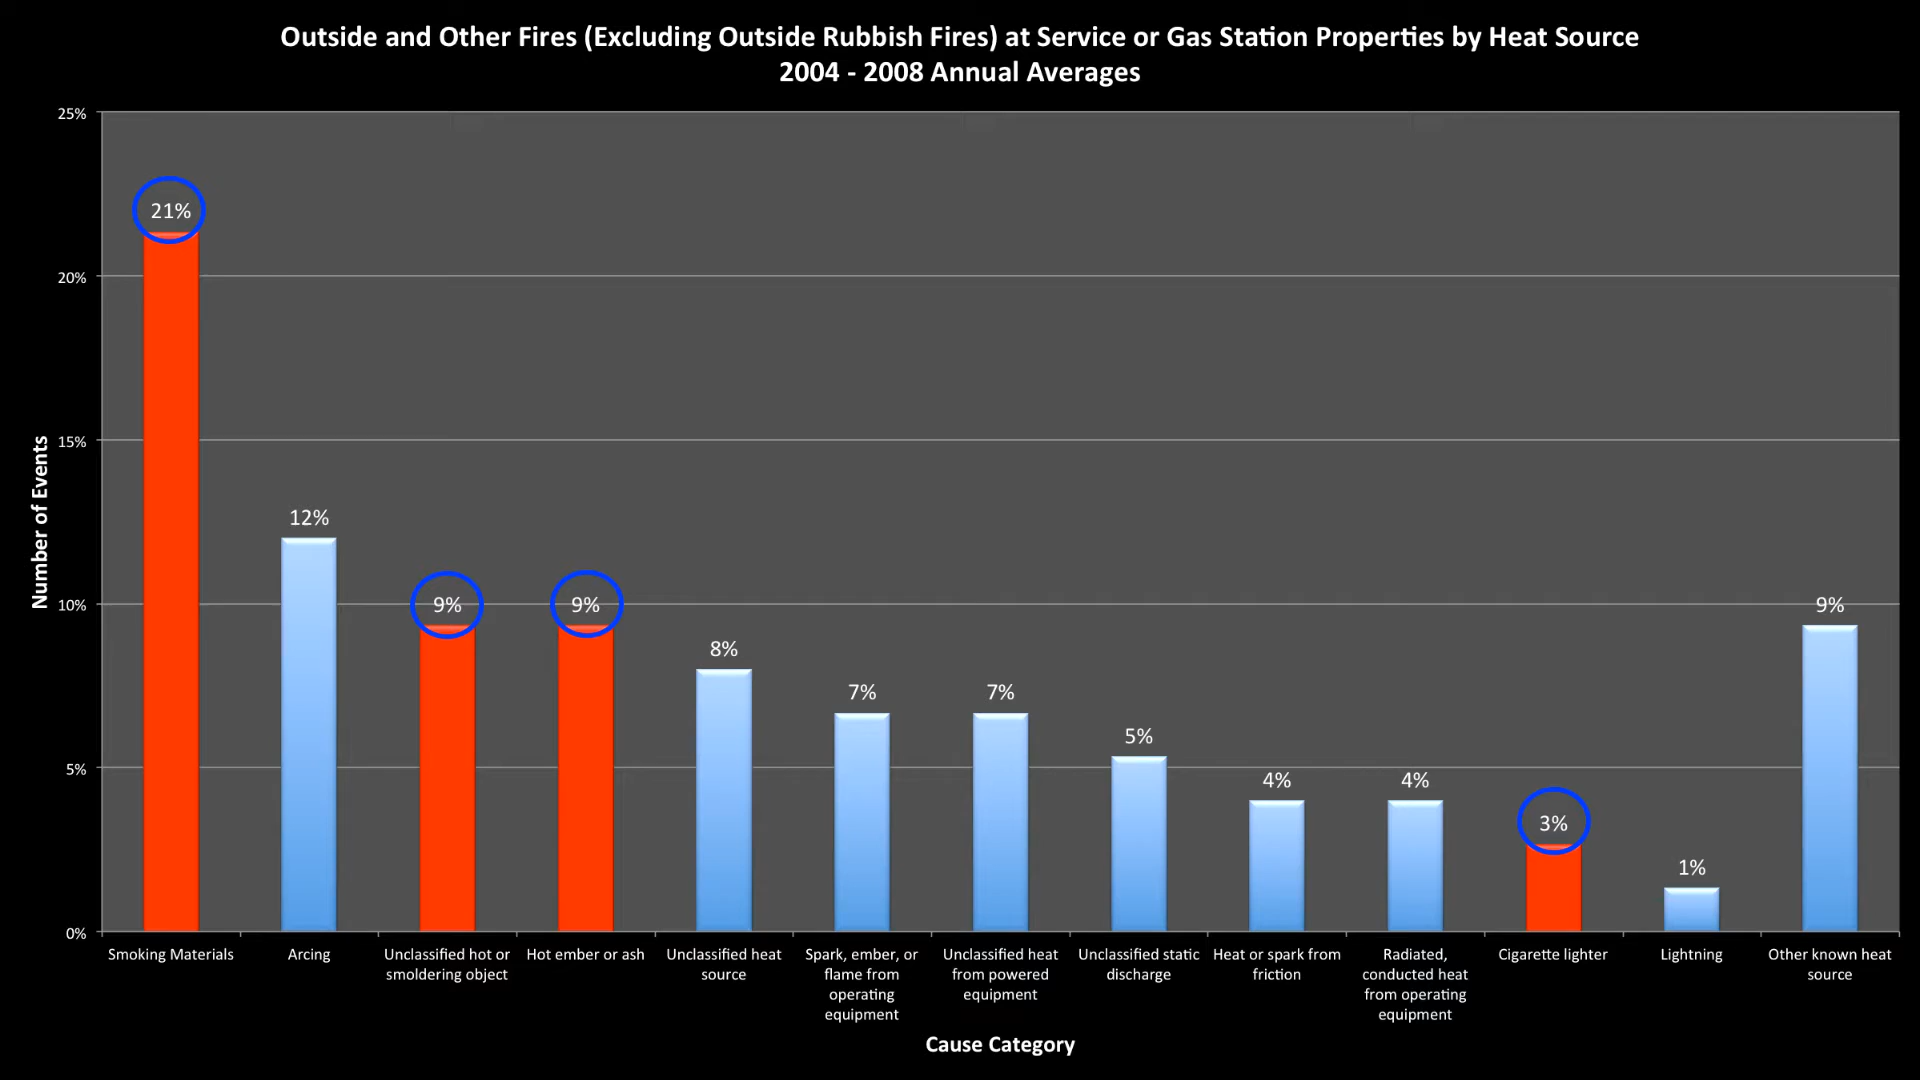 Outside and Other Fires (Excluding Outside Rubbish Fires) at Service or Gas Station Properties by Heat Source
2004 - 2008 Annual Averages
Number of Events
25%
20%
15%
10%
5%
0%
21%
12%
9%
9%
8%
7%
7%
5%
4%
4%
3%
1%
9%
Smoking Materials
Arcing
Unclassified hot or
smoldering object
Hot ember or ash
Unclassified heat
source
Spark, ember, or
flame from
operating
equipment
Unclassified heat
from powered
equipment
Unclassified static
discharge
Heat or spark from
friction
Radiated,
conducted heat
from operating
equipment
Cigarette lighter
Lightning
Other known heat
source
Cause Category